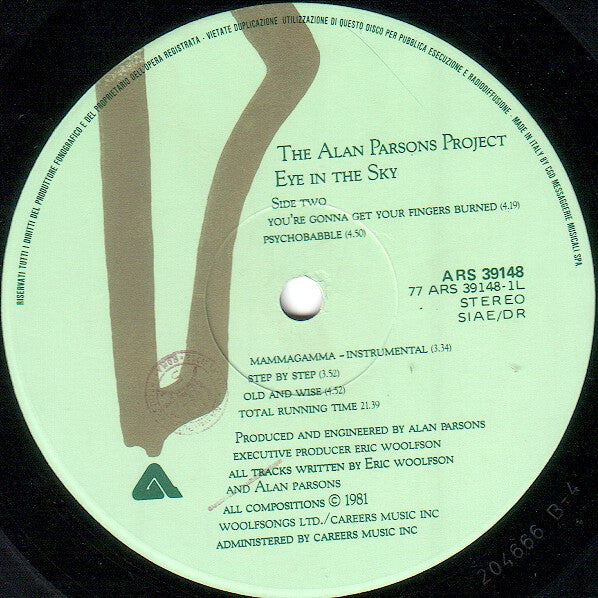 RISERVATI TUTTI I DIRITTI DEL PRODUTTORE FONOGRAFICO E DEL PROPRIETARIO DELL'OPERA REGISTRATA - VIETATE DUPLICAZIONE UTILIZZAZIONE DI QUESTO DISCO PER PUBBLICA ESECUZIONE E RADIODIFFUSIONE. MADE IN ITALY BY CGD MESSAGGERIE MUSICALI SPA
THE ALAN PARSONS PROJECT
EYE IN THE SKY
SIDE TWO
YOU'RE GONNA GET YOUR FINGERS BURNED (4.19)
PSYCHOBABBLE (4.50)
ARS 39148
77 ARS 39148-1L
STEREO
SIAE/DR
MAMMAGAMMA - INSTRUMENTAL (3.34)
STEP BY STEP (3.52)
OLD AND WISE (4.52)
TOTAL RUNNING TIME 21.39
PRODUCED AND ENGINEERED BY ALAN PARSONS
EXECUTIVE PRODUCER ERIC WOOLFSON
ALL TRACKS WRITTEN BY ERIC WOOLFSON
AND ALAN PARSONS
ALL COMPOSITIONS © 1981
WOOLFSONGS LTD./CAREERS MUSIC INC
ADMINISTERED BY CAREERS MUSIC INC
204666 B-4